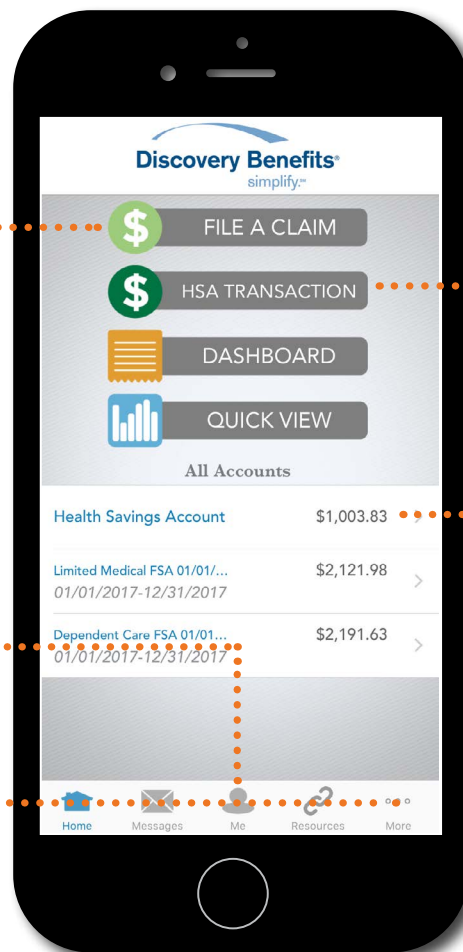 Discovery Benefits®
simplify.℠
FILE A CLAIM
HSA TRANSACTION
DASHBOARD
QUICK VIEW
All Accounts
Health Savings Account $1,003.83
Limited Medical FSA 01/01/... $2,121.98
01/01/2017-12/31/2017
Dependent Care FSA 01/01... $2,191.63
01/01/2017-12/31/2017
Home Messages Me Resources More